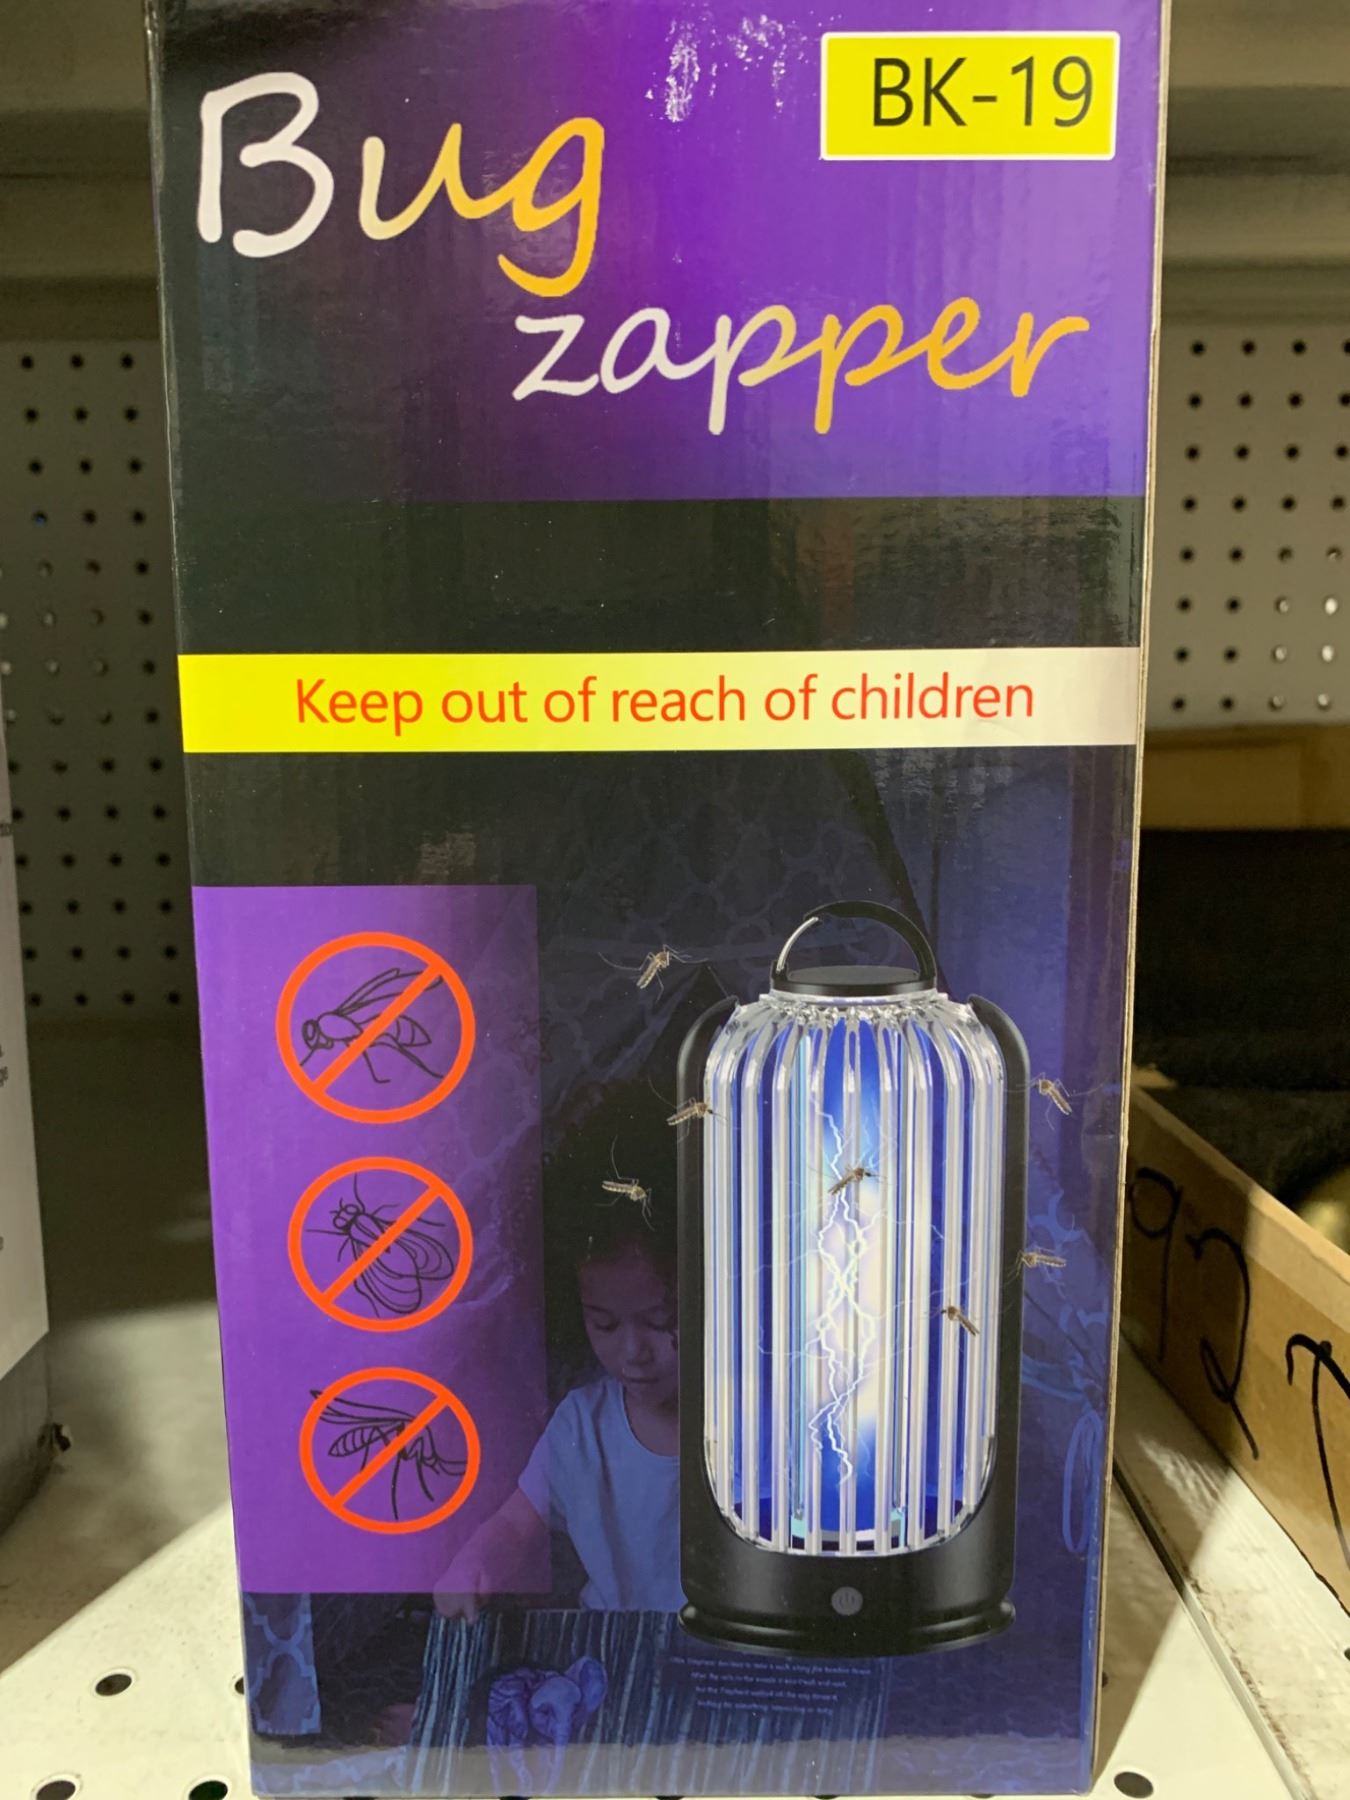 BK-19
Bug
zapper
Keep out of reach of children